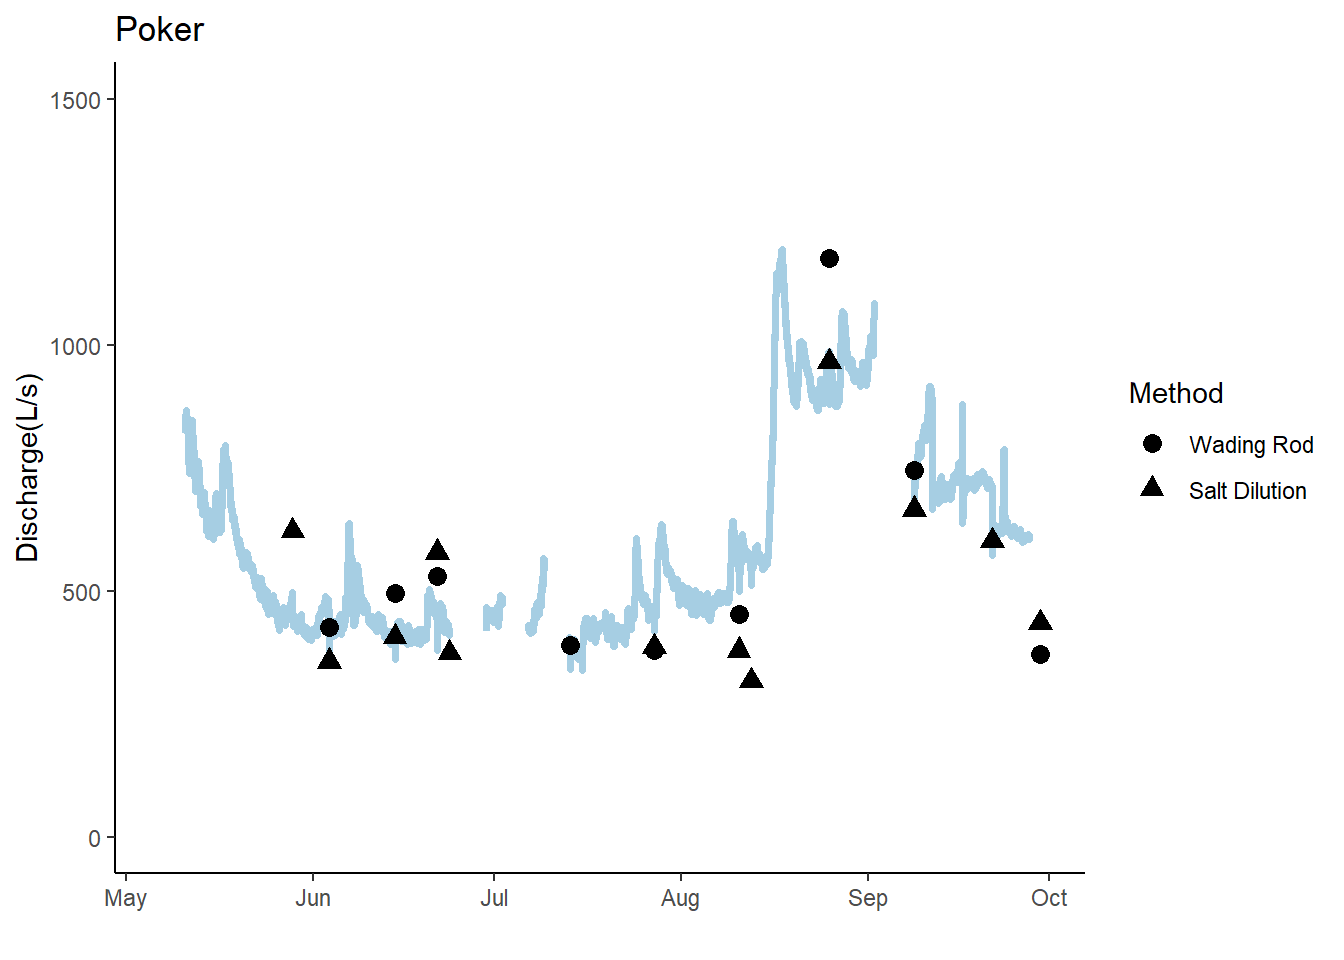 Poker
1500
1000
500
0
Discharge(L/s)
May Jun Jul Aug Sep Oct
Method
Wading Rod
Salt Dilution